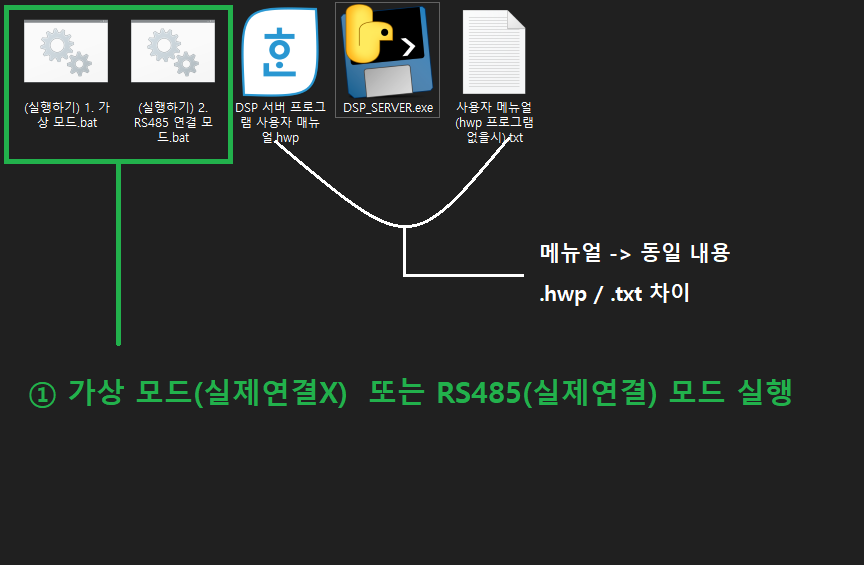 (실행하기) 1. 가
상 모드.bat
(실행하기) 2.
RS485 연결 모
드.bat
한
DSP 서버 프로그
램 사용자 매뉴
얼.hwp
DSP_SERVER.exe
사용자 메뉴얼
(hwp 프로그램
없을시).txt
메뉴얼 -> 동일 내용
.hwp / .txt 차이
① 가상 모드(실제연결X) 또는 RS485(실제연결) 모드 실행